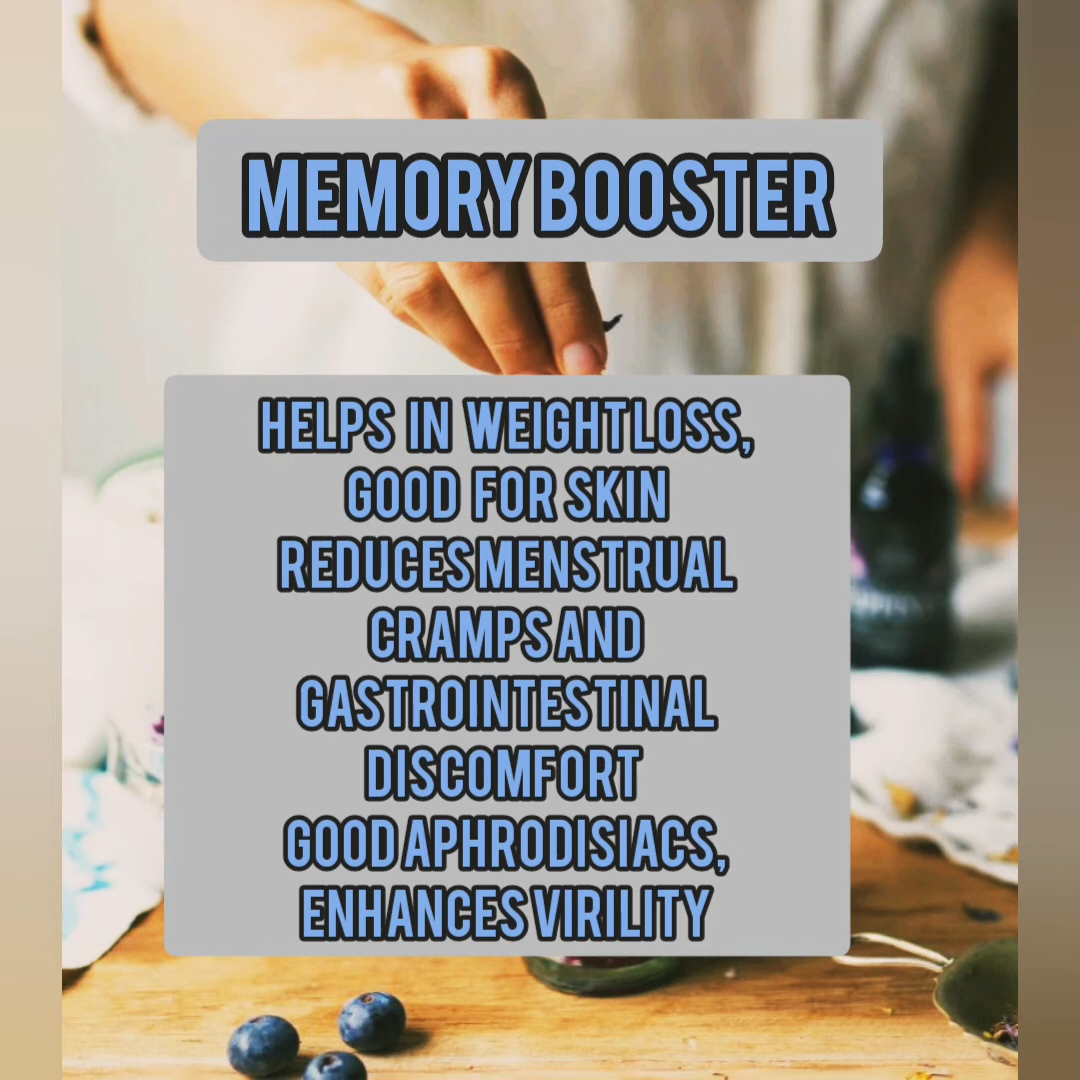 MEMORY BOOSTER
HELPS IN WEIGHTLOSS,
GOOD FOR SKIN
REDUCES MENSTRUAL
CRAMPS AND
GASTROINTESTINAL
DISCOMFORT
GOOD APHRODISIACS,
ENHANCES VIRILITY